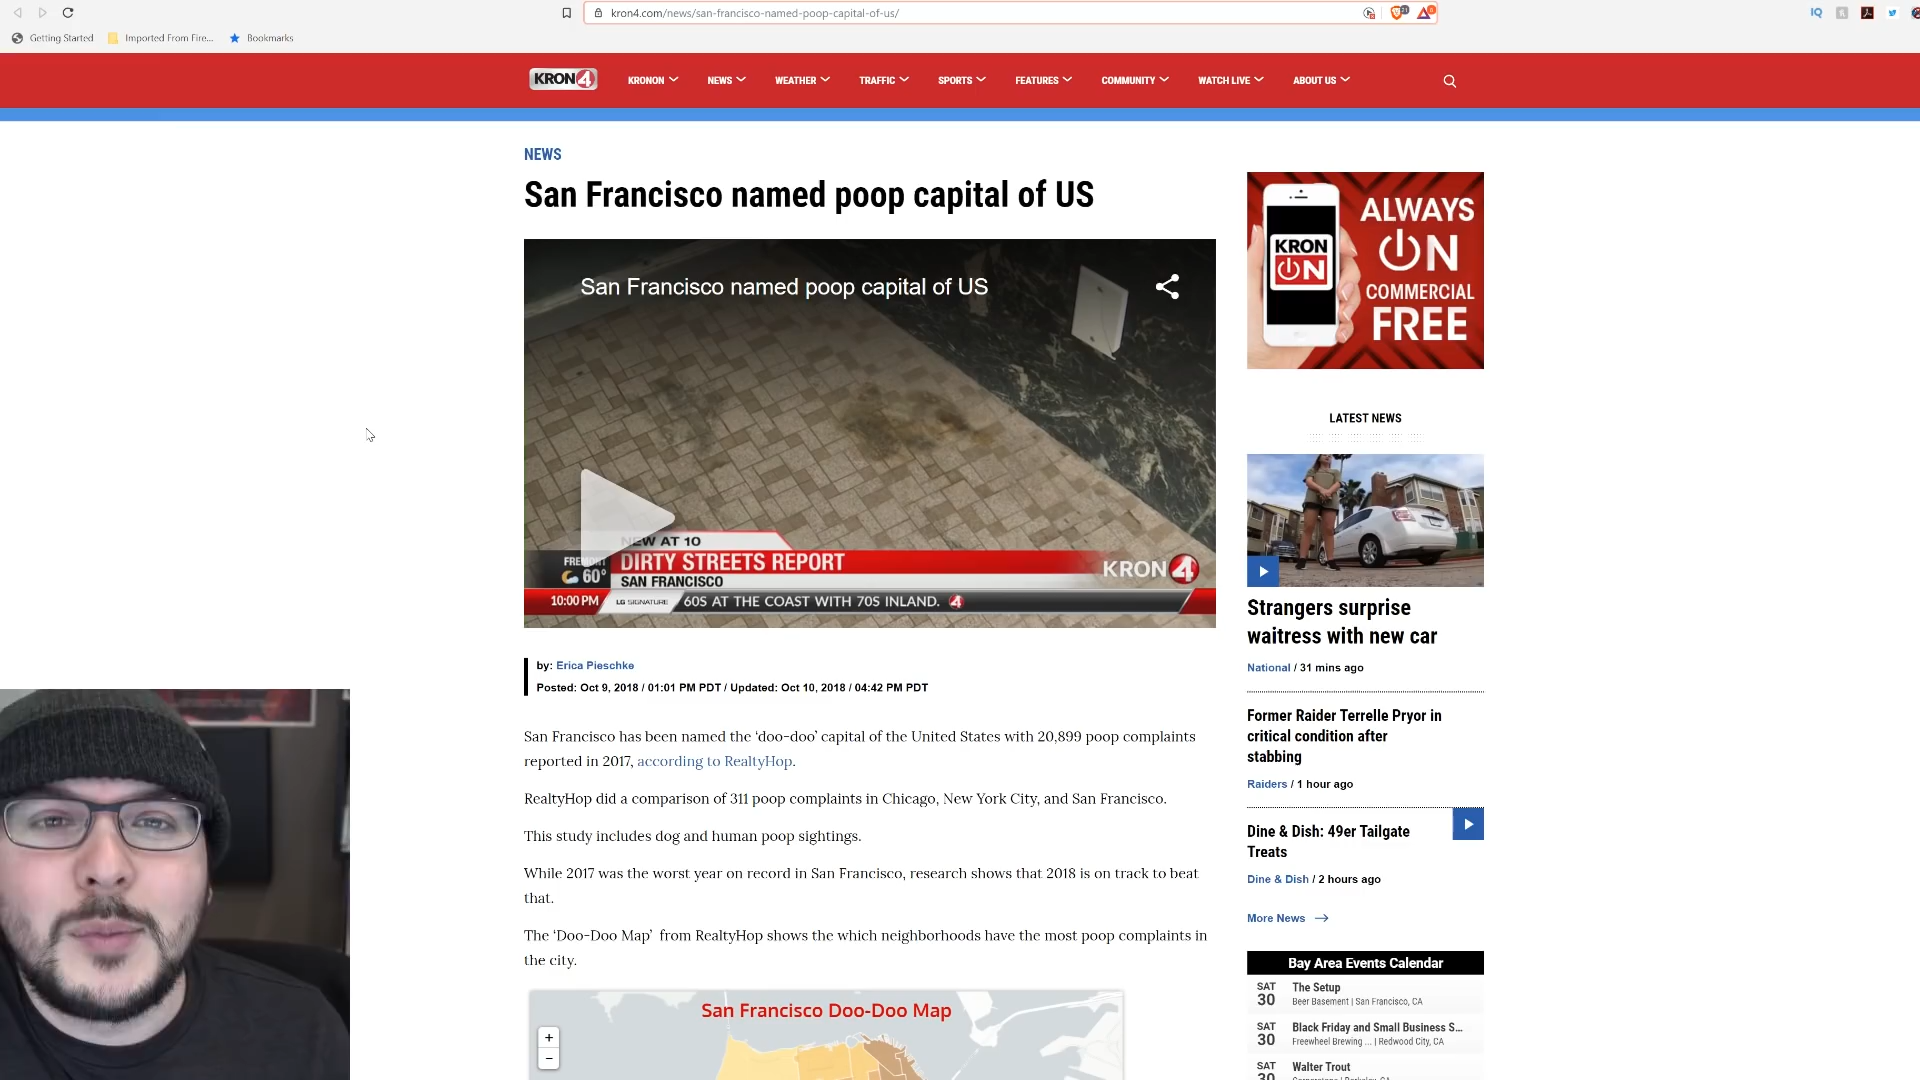 kron4.com/news/san-francisco-named-poop-capital-of-us/
Getting Started
Imported From Fire...
Bookmarks
KRON4
KRONON
NEWS
WEATHER
TRAFFIC
SPORTS
FEATURES
COMMUNITY
WATCH LIVE
ABOUT US
NEWS
San Francisco named poop capital of US
San Francisco named poop capital of US
NEW AT 10
FREMONT
DIRTY STREETS REPORT
60°
SAN FRANCISCO
KRON 4
10:00 PM
LG SIGNATURE
60S AT THE COAST WITH 70S INLAND.
by: Erica Pieschke
Posted: Oct 9, 2018 / 01:01 PM PDT / Updated: Oct 10, 2018 / 04:42 PM PDT
San Francisco has been named the ‘doo-doo’ capital of the United States with 20,899 poop complaints
reported in 2017, according to RealtyHop.
RealtyHop did a comparison of 311 poop complaints in Chicago, New York City, and San Francisco.
This study includes dog and human poop sightings.
While 2017 was the worst year on record in San Francisco, research shows that 2018 is on track to beat
that.
The ‘Doo-Doo Map’ from RealtyHop shows the which neighborhoods have the most poop complaints in
the city.
San Francisco Doo-Doo Map
+
−
KRON
ON
ALWAYS
ON
COMMERCIAL
FREE
LATEST NEWS
Strangers surprise
waitress with new car
National / 31 mins ago
Former Raider Terrelle Pryor in
critical condition after
stabbing
Raiders / 1 hour ago
Dine & Dish: 49er Tailgate
Treats
Dine & Dish / 2 hours ago
More News
Bay Area Events Calendar
SAT
30
The Setup
Beer Basement | San Francisco, CA
SAT
30
Black Friday and Small Business S...
Freewheel Brewing ... | Redwood City, CA
SAT
30
Walter Trout